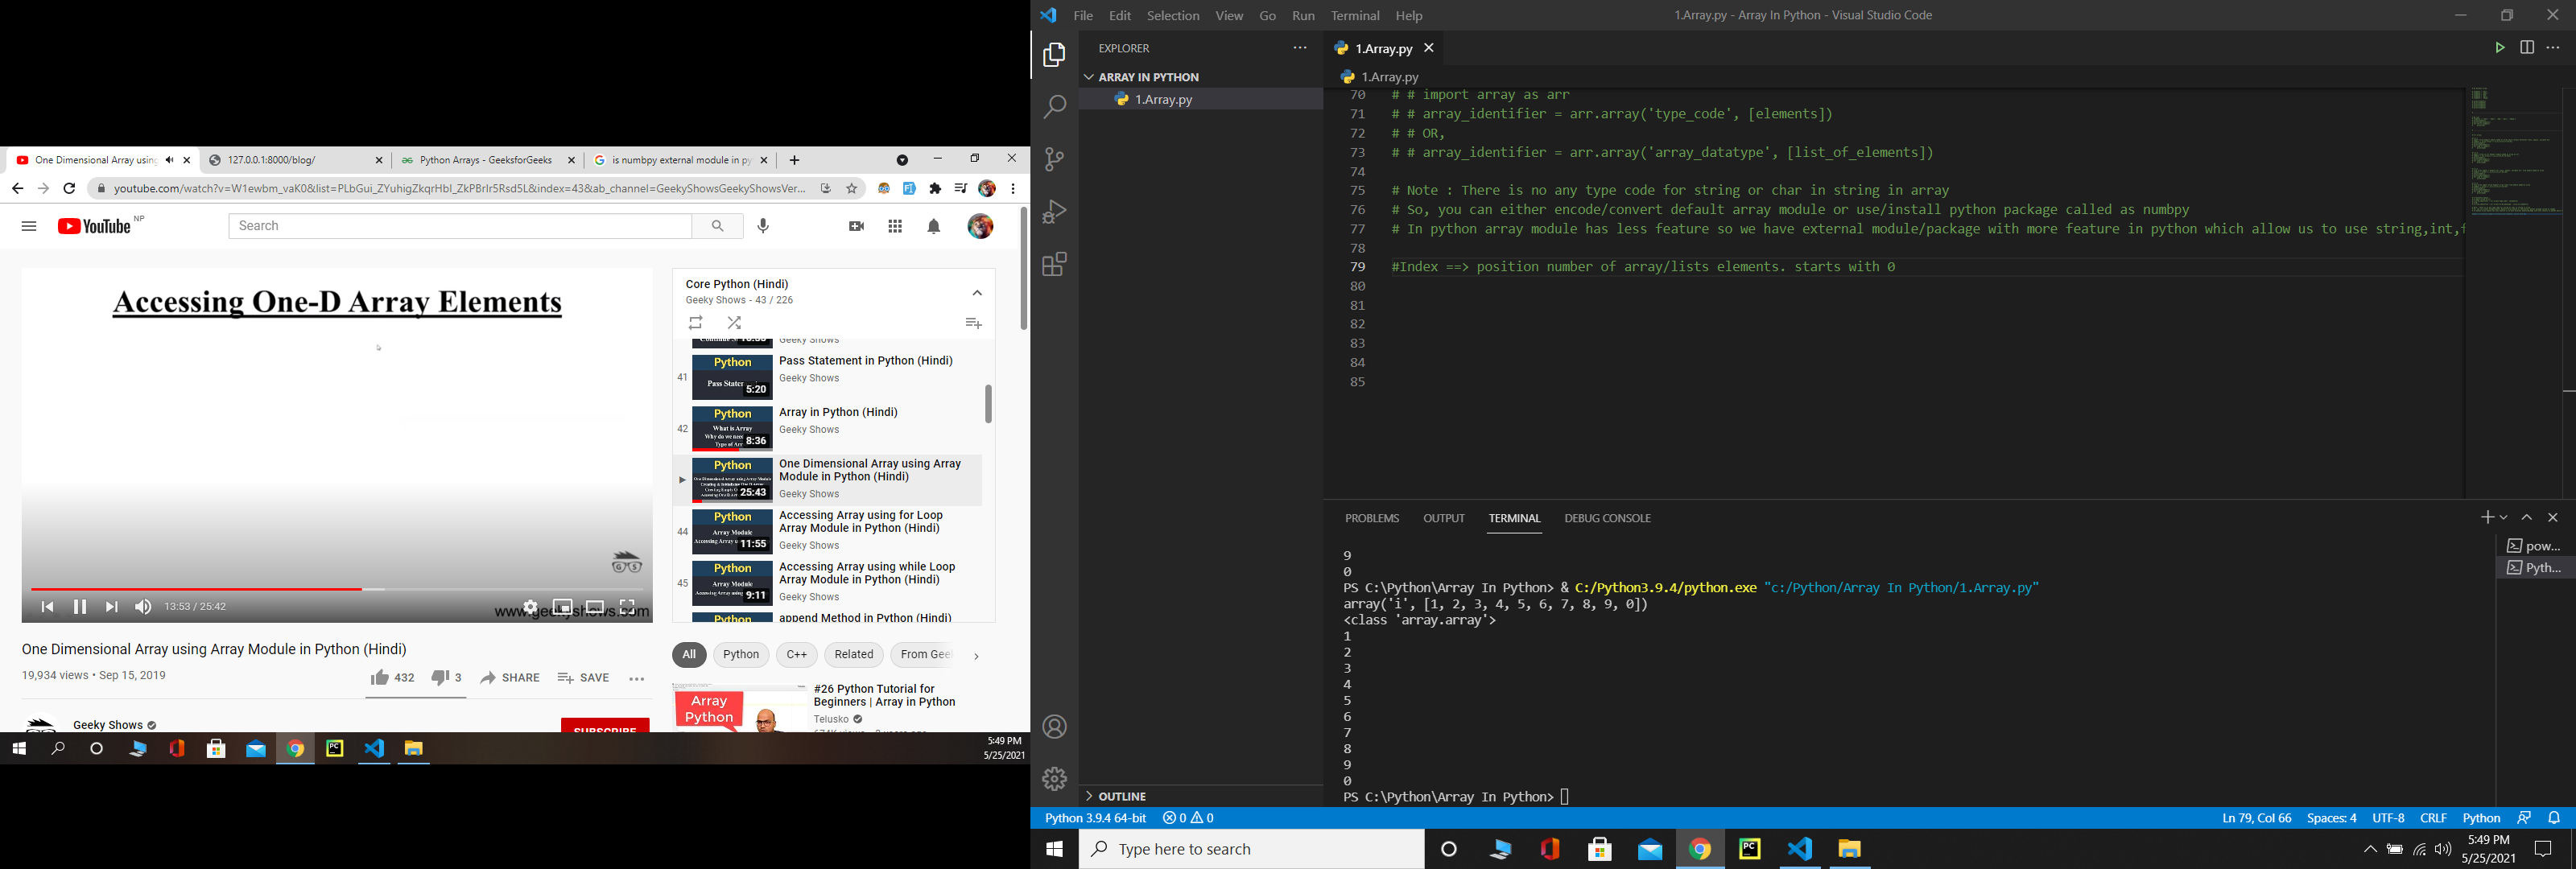 One Dimensional Array using
127.0.0.1:8000/blog/
Python Arrays - GeeksforGeeks
is numbpy external module in py
youtube.com/watch?v=W1ewbm_vaK0&list=PLbGui_ZYuhigZkqrHbI_ZkPBrIr5Rsd5L&index=43&ab_channel=GeekyShowsGeekyShowsVer...
YouTube NP
Search
Accessing One-D Array Elements
13:53 / 25:42
www.geekyshows.com
One Dimensional Array using Array Module in Python (Hindi)
19,934 views • Sep 15, 2019
432
3
SHARE
SAVE
Geeky Shows
SUBSCRIBE
Core Python (Hindi)
Geeky Shows - 43 / 226
Geeky Shows
41
Python
Pass State
5:20
Pass Statement in Python (Hindi)
Geeky Shows
42
Python
What is Array
Why do we need
Type of Arr
8:36
Array in Python (Hindi)
Geeky Shows
Python
25:43
One Dimensional Array using Array
Module in Python (Hindi)
Geeky Shows
44
Python
Array Module
11:55
Accessing Array using for Loop
Array Module in Python (Hindi)
Geeky Shows
45
Python
Array Module
9:11
Accessing Array using while Loop
Array Module in Python (Hindi)
Geeky Shows
Python
append Method in Python (Hindi)
All
Python
C++
Related
From Gee
Array
Python
#26 Python Tutorial for
Beginners | Array in Python
Telusko
5:49 PM
5/25/2021
File Edit Selection View Go Run Terminal Help
1.Array.py - Array In Python - Visual Studio Code
EXPLORER
ARRAY IN PYTHON
1.Array.py
OUTLINE
1.Array.py
1.Array.py
70 # # import array as arr
71 # # array_identifier = arr.array('type_code', [elements])
72 # # OR,
73 # # array_identifier = arr.array('array_datatype', [list_of_elements])
74
75 # Note : There is no any type code for string or char in string in array
76 # So, you can either encode/convert default array module or use/install python package called as numbpy
77 # In python array module has less feature so we have external module/package with more feature in python which allow us to use string,int,f
78
79 #Index ==> position number of array/lists elements. starts with 0
80
81
82
83
84
85
PROBLEMS OUTPUT TERMINAL DEBUG CONSOLE
9
0
PS C:\Python\Array In Python> & C:/Python3.9.4/python.exe "c:/Python/Array In Python/1.Array.py"
array('i', [1, 2, 3, 4, 5, 6, 7, 8, 9, 0])
<class 'array.array'>
1
2
3
4
5
6
7
8
9
0
PS C:\Python\Array In Python>
pow...
Pyth...
Python 3.9.4 64-bit
0
0
Ln 79, Col 66
Spaces: 4
UTF-8
CRLF
Python
Type here to search
5:49 PM
5/25/2021